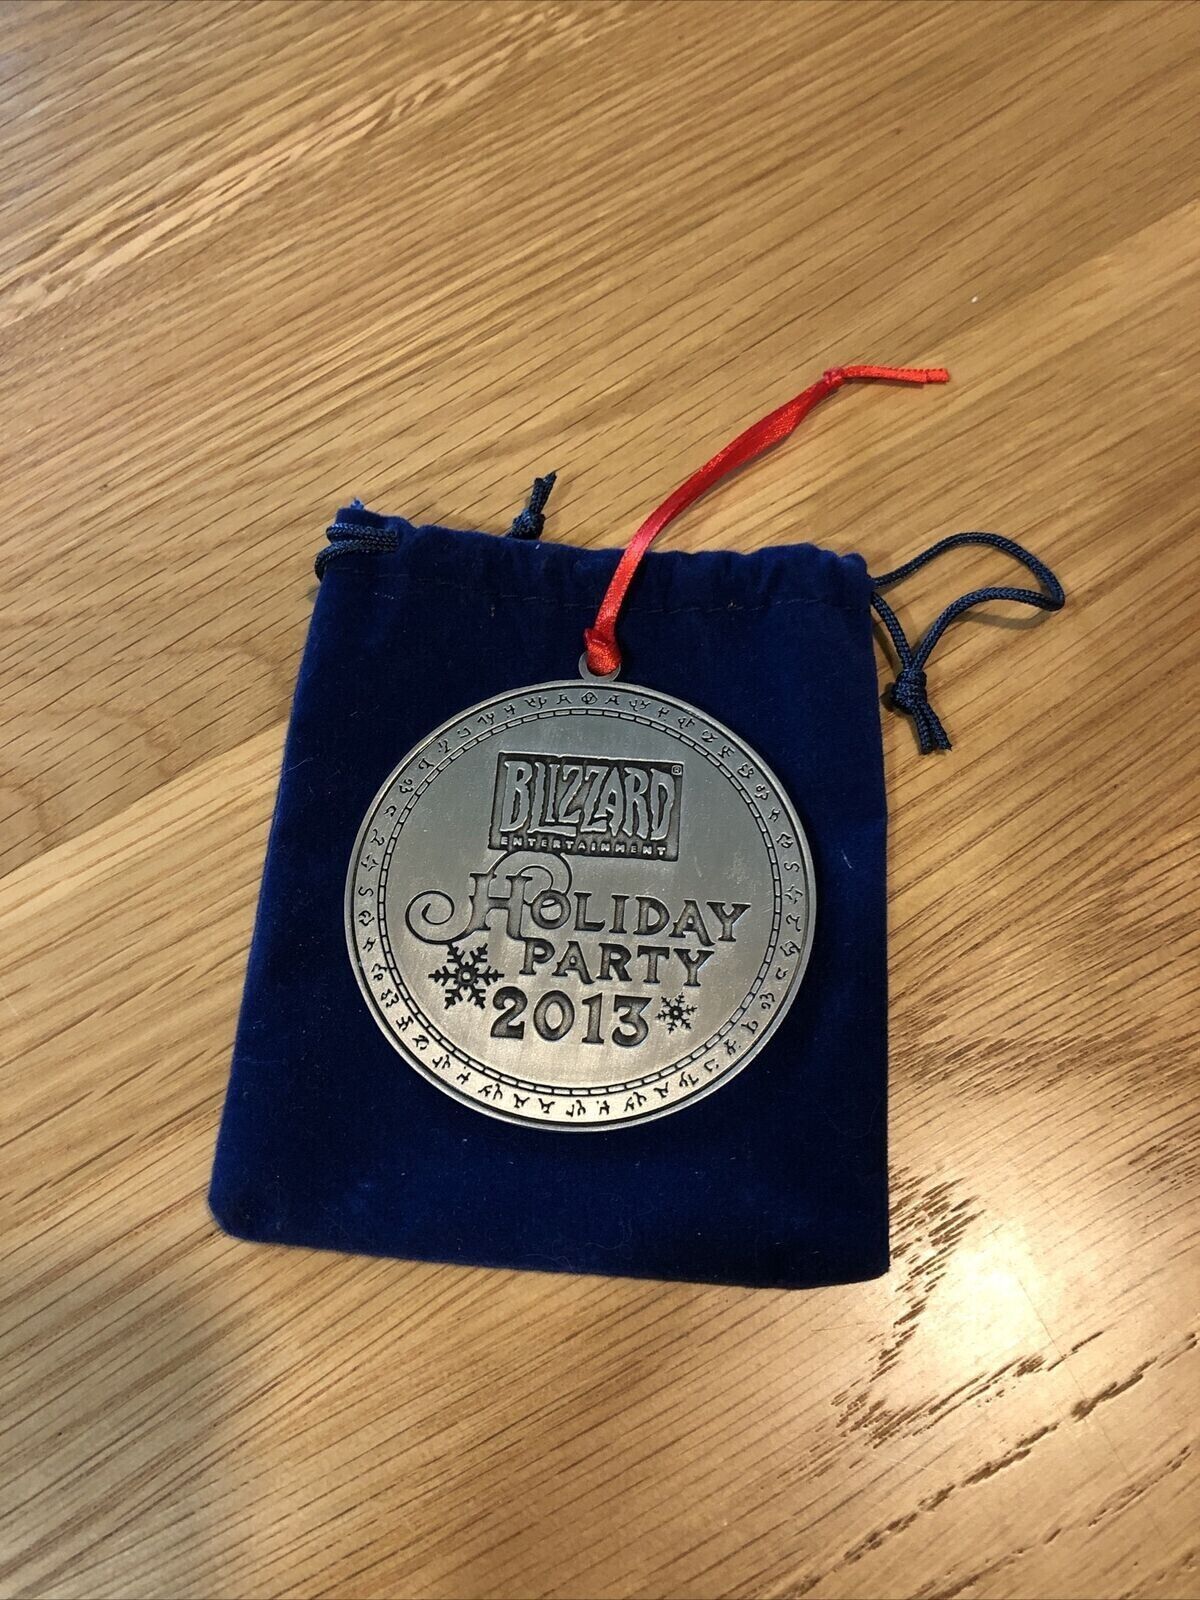 BLIZZARD®
ENTERTAINMENT
HOLIDAY
PARTY
2013